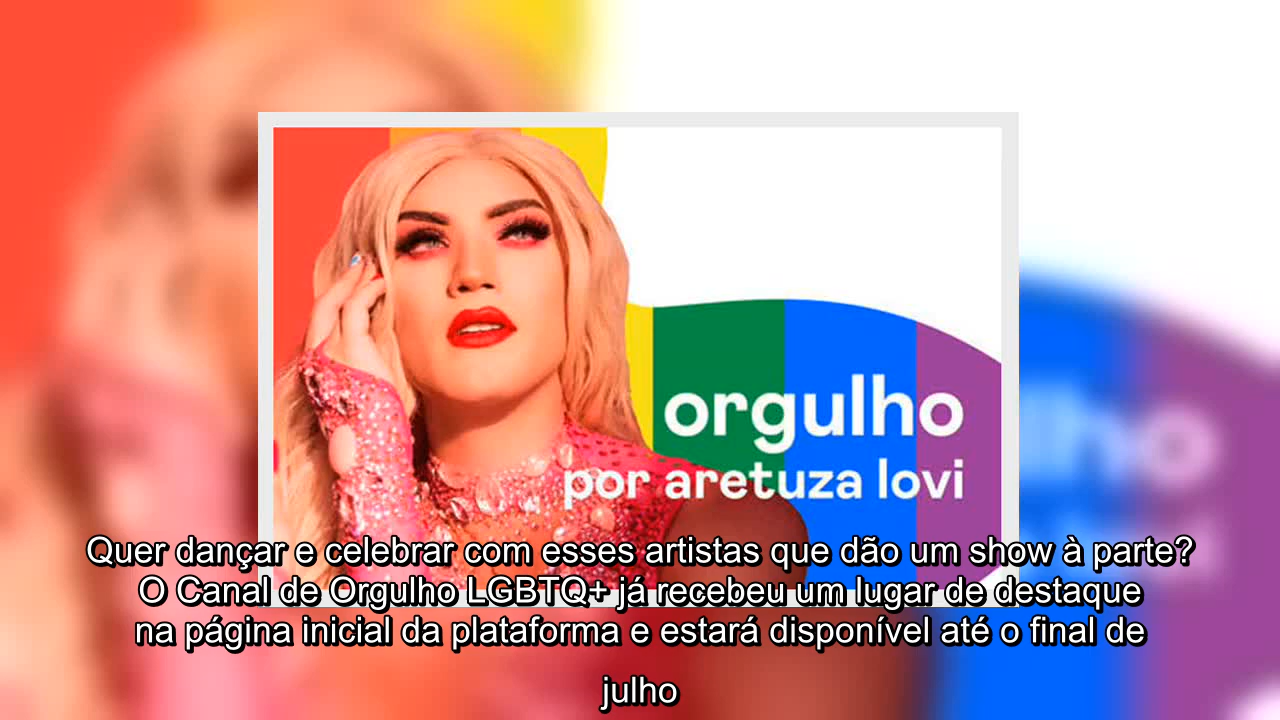 orgulho
por aretuza lovi
Quer dançar e celebrar com esses artistas que dão um show à parte?
O Canal de Orgulho LGBTQ+ já recebeu um lugar de destaque
na página inicial da plataforma e estará disponível até o final de
julho